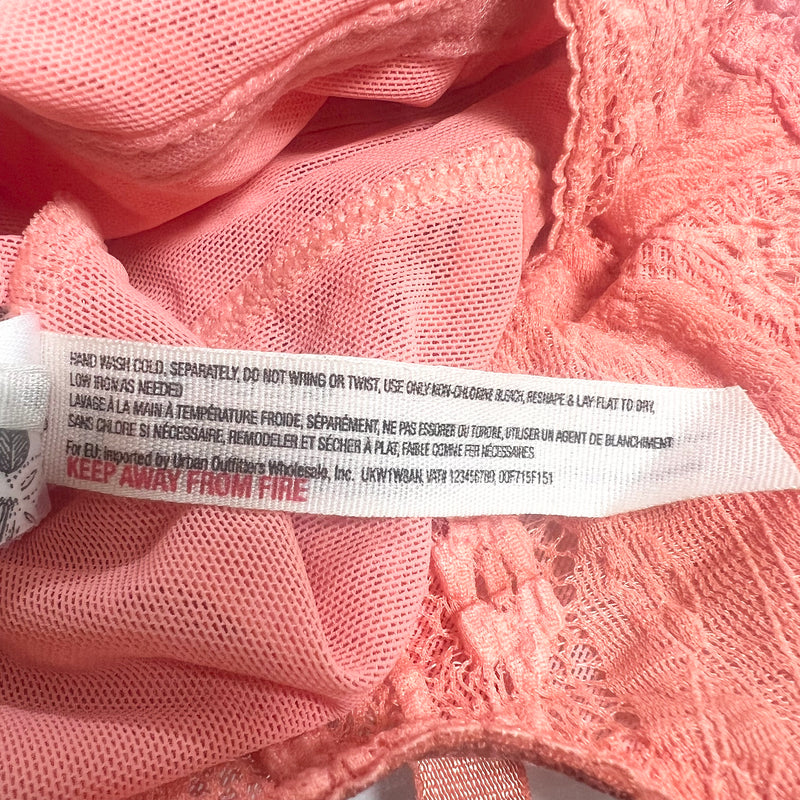 HAND WASH COLD, SEPARATELY, DO NOT WRING OR TWIST, USE ONLY NON-CHLORINE BLEACH, RESHAPE & LAY FLAT TO DRY,
LOW IRON AS NEEDED
LAVAGE À LA MAIN À TEMPÉRATURE FROIDE, SÉPARÉMENT, NE PAS ESSORER OU TORDRE, UTILISER UN AGENT DE BLANCHIMENT
SANS CHLORE SI NÉCESSAIRE, REMODELER ET SÉCHER À PLAT, FAIBLE COMME FER NÉCESSAIRES
For EU: Imported by Urban Outfitters Wholesale, Inc. UKW1W8AN, VAT# 123456789, 00F715F151
KEEP AWAY FROM FIRE